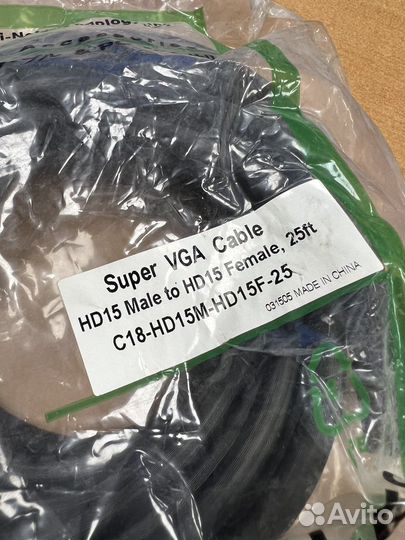 Super VGA Cable
HD15 Male to HD15 Female, 25ft
C18-HD15M-HD15F-25
031505 MADE IN CHINA
Avito